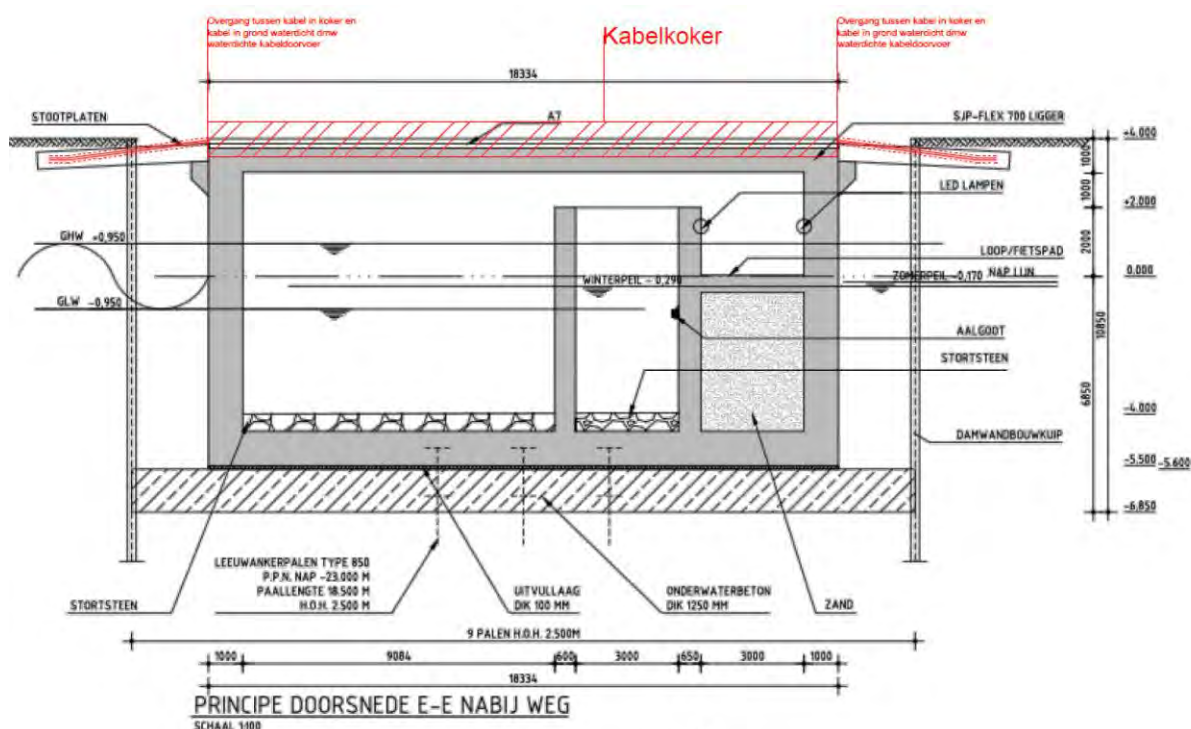 Overgang tussen kabel in koker en
kabel in grond waterdicht dmw
waterdichte kabeldoorvoer
Kabelkoker
Overgang tussen kabel in koker en
kabel in grond waterdicht dmw
waterdichte kabeldoorvoer
18334
STOOTPLATEN
A7
SJP-FLEX 700 LIGGER
+4.000
1000
LED LAMPEN
1000
+2.000
GHW -0,950
2000
LOOP/FIETSPAD
0.000
WINTERPEIL - 0,290
ZOMERPEIL -0,170
NAP LIJN
GLW -0,950
10850
AALGOOT
STORTSTEEN
6850
-4.000
DAMWANDBOUWKUIP
-5.500
-5.600
-6,850
LEEUWANKERPALEN TYPE 850
P.P.N. NAP -23.000 M
PAALLENGTE 18.500 M
H.O.H. 2.500 M
STORTSTEEN
UITVULLAAG
DIK 100 MM
ONDERWATERBETON
DIK 1250 MM
ZAND
9 PALEN H.O.H. 2.500M
1000
9084
600
3000
650
3000
1000
18334
PRINCIPE DOORSNEDE E-E NABIJ WEG
SCHAAL 1:100